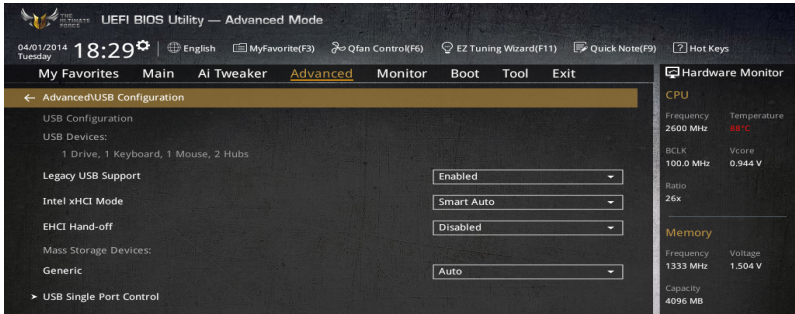 THE ULTIMATE FORCE
UEFI BIOS Utility — Advanced Mode
04/01/2014
Tuesday
18:29
English
MyFavorite(F3)
Qfan Control(F6)
EZ Tuning Wizard(F11)
Quick Note(F9)
? Hot Keys
My Favorites Main Ai Tweaker Advanced Monitor Boot Tool Exit
Hardware Monitor
← Advanced\USB Configuration
USB Configuration
USB Devices:
1 Drive, 1 Keyboard, 1 Mouse, 2 Hubs
Legacy USB Support Enabled
Intel xHCI Mode Smart Auto
EHCI Hand-off Disabled
Mass Storage Devices:
Generic Auto
> USB Single Port Control
CPU
Frequency Temperature
2600 MHz 38°C
BCLK Vcore
100.0 MHz 0.944 V
Ratio
26x
Memory
Frequency Voltage
1333 MHz 1.504 V
Capacity
4096 MB